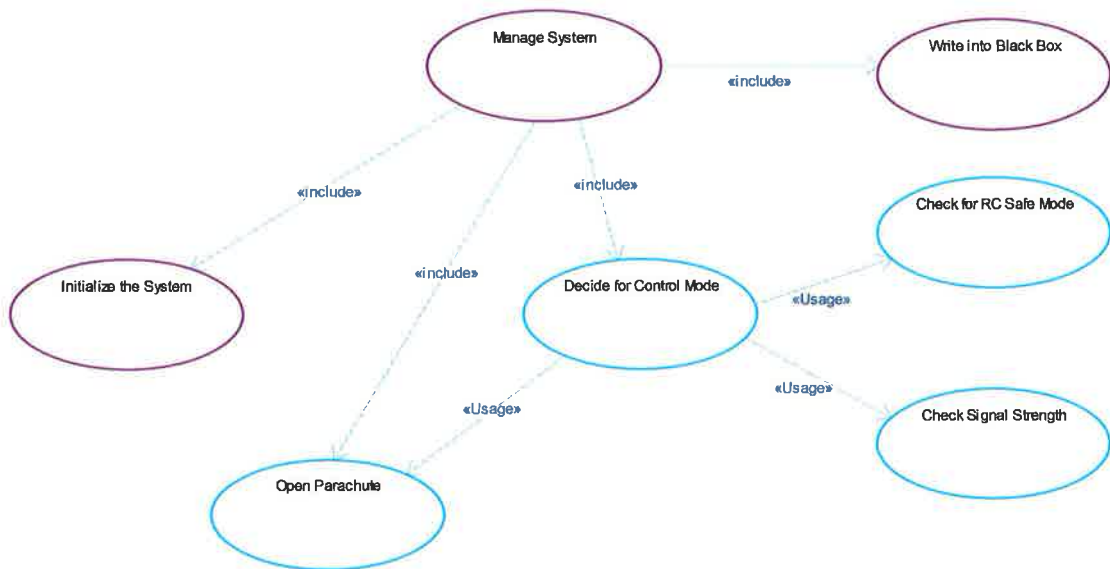 Manage System
Write into Black Box
«include»
Check for RC Safe Mode
«include»
«include»
«include»
Initialize the System
Decide for Control Mode
«Usage»
«Usage»
Check Signal Strength
«Usage»
Open Parachute